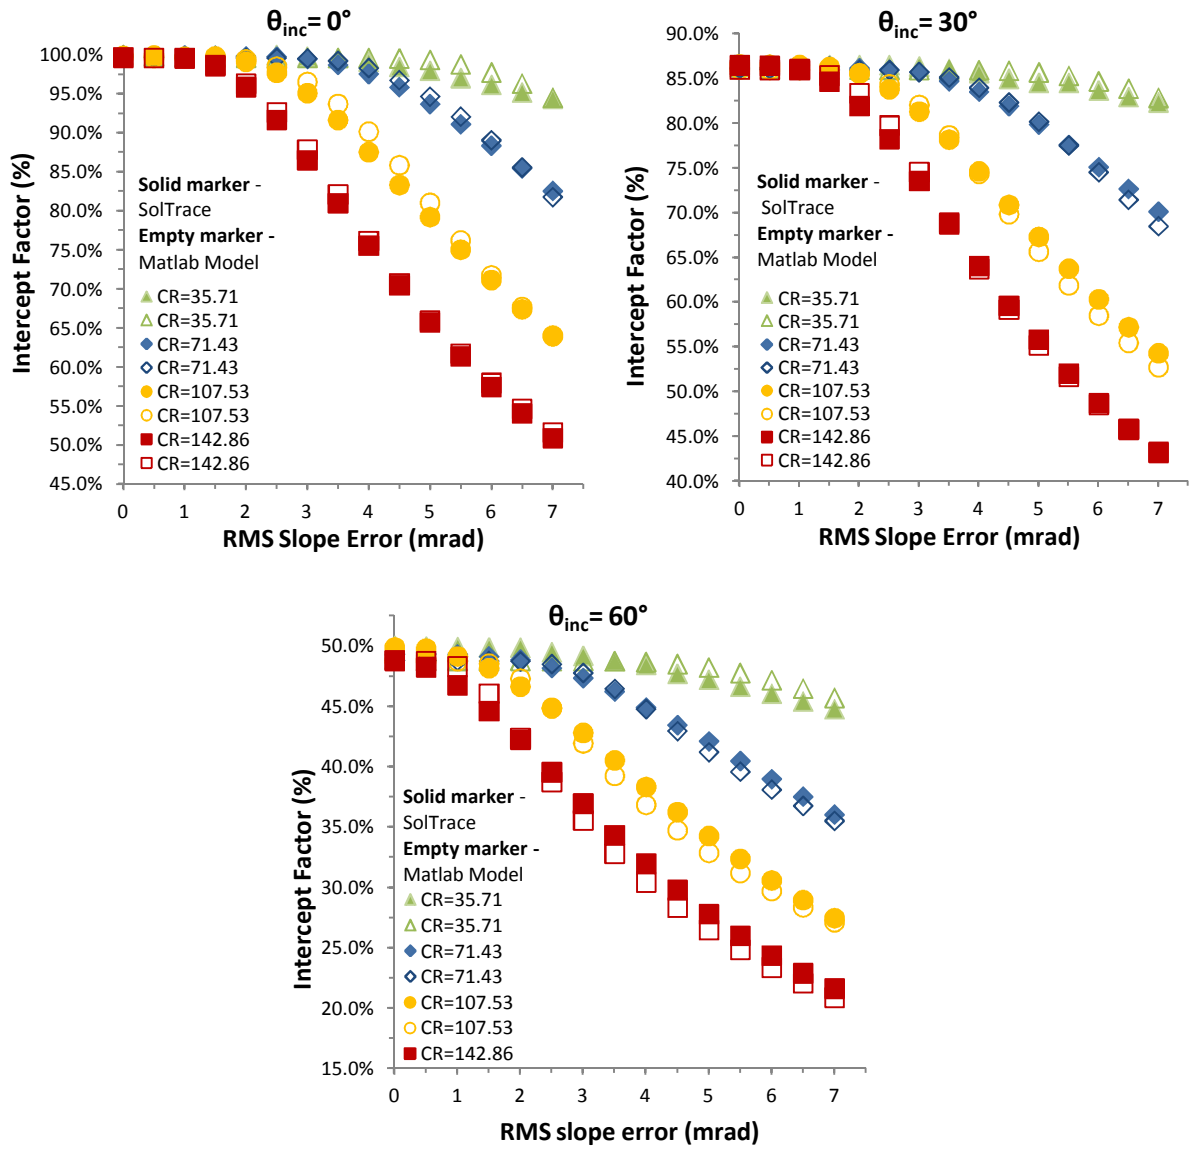 θinc= 0°
100.0%
95.0%
90.0%
85.0%
80.0%
75.0%
70.0%
65.0%
60.0%
55.0%
50.0%
45.0%
Intercept Factor (%)
Solid marker -
SolTrace
Empty marker -
Matlab Model
CR=35.71
CR=35.71
CR=71.43
CR=71.43
CR=107.53
CR=107.53
CR=142.86
CR=142.86
0 1 2 3 4 5 6 7
RMS Slope Error (mrad)
θinc= 30°
90.0%
85.0%
80.0%
75.0%
70.0%
65.0%
60.0%
55.0%
50.0%
45.0%
40.0%
Intercept Factor (%)
Solid marker -
SolTrace
Empty marker -
Matlab Model
CR=35.71
CR=35.71
CR=71.43
CR=71.43
CR=107.53
CR=107.53
CR=142.86
CR=142.86
0 1 2 3 4 5 6 7
RMS Slope Error (mrad)
θinc= 60°
50.0%
45.0%
40.0%
35.0%
30.0%
25.0%
20.0%
15.0%
Intercept Factor (%)
Solid marker -
SolTrace
Empty marker -
Matlab Model
CR=35.71
CR=35.71
CR=71.43
CR=71.43
CR=107.53
CR=107.53
CR=142.86
0 1 2 3 4 5 6 7
RMS slope error (mrad)